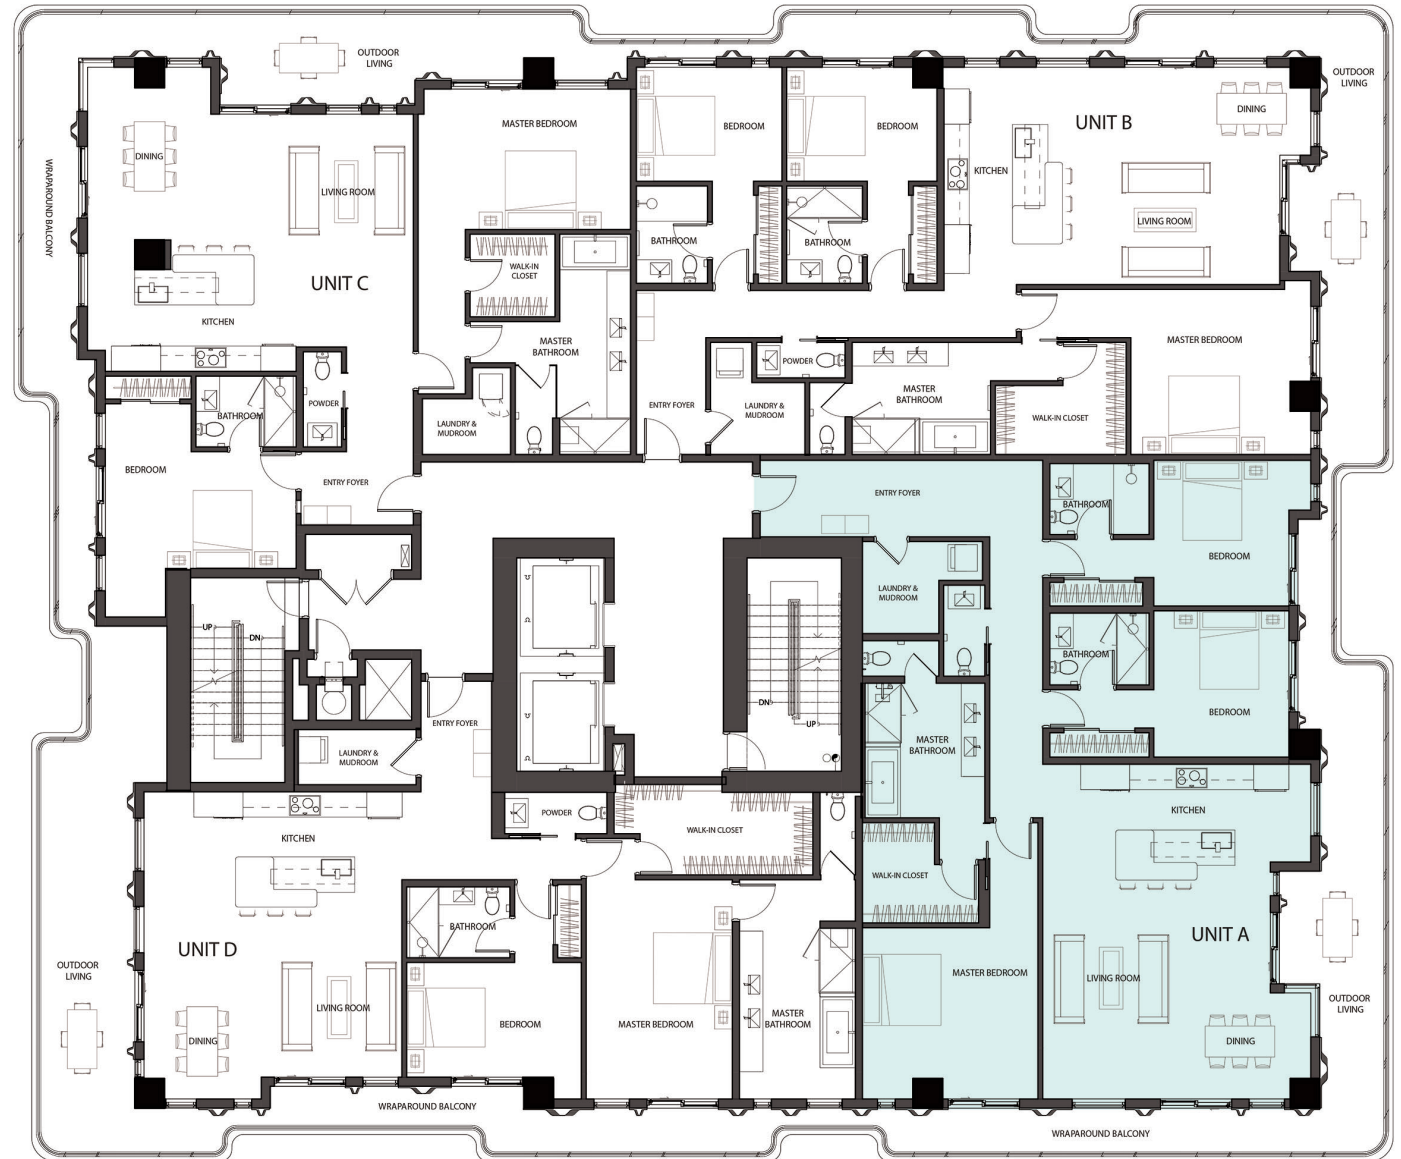 OUTDOOR
LIVING
WRAPAROUND BALCONY
DINING
LIVING ROOM
UNIT C
KITCHEN
MASTER BEDROOM
WALK-IN
CLOSET
MASTER
BATHROOM
LAUNDRY &
MUDROOM
BATHROOM
POWDER
BEDROOM
ENTRY FOYER
BEDROOM
BATHROOM
BEDROOM
BATHROOM
KITCHEN
UNIT B
DINING
OUTDOOR
LIVING
LIVING ROOM
MASTER BEDROOM
POWDER
MASTER
BATHROOM
WALK-IN CLOSET
ENTRY FOYER
LAUNDRY &
MUDROOM
ENTRY FOYER
BATHROOM
BEDROOM
LAUNDRY &
MUDROOM
BATHROOM
BEDROOM
MASTER
BATHROOM
KITCHEN
WALK-IN CLOSET
UNIT A
MASTER BEDROOM
LIVING ROOM
DINING
OUTDOOR
LIVING
WRAPAROUND BALCONY
UP
DN
DN
UP
ENTRY FOYER
LAUNDRY &
MUDROOM
POWDER
WALK-IN CLOSET
KITCHEN
BATHROOM
UNIT D
OUTDOOR
LIVING
LIVING ROOM
DINING
BEDROOM
MASTER BEDROOM
MASTER
BATHROOM
WRAPAROUND BALCONY